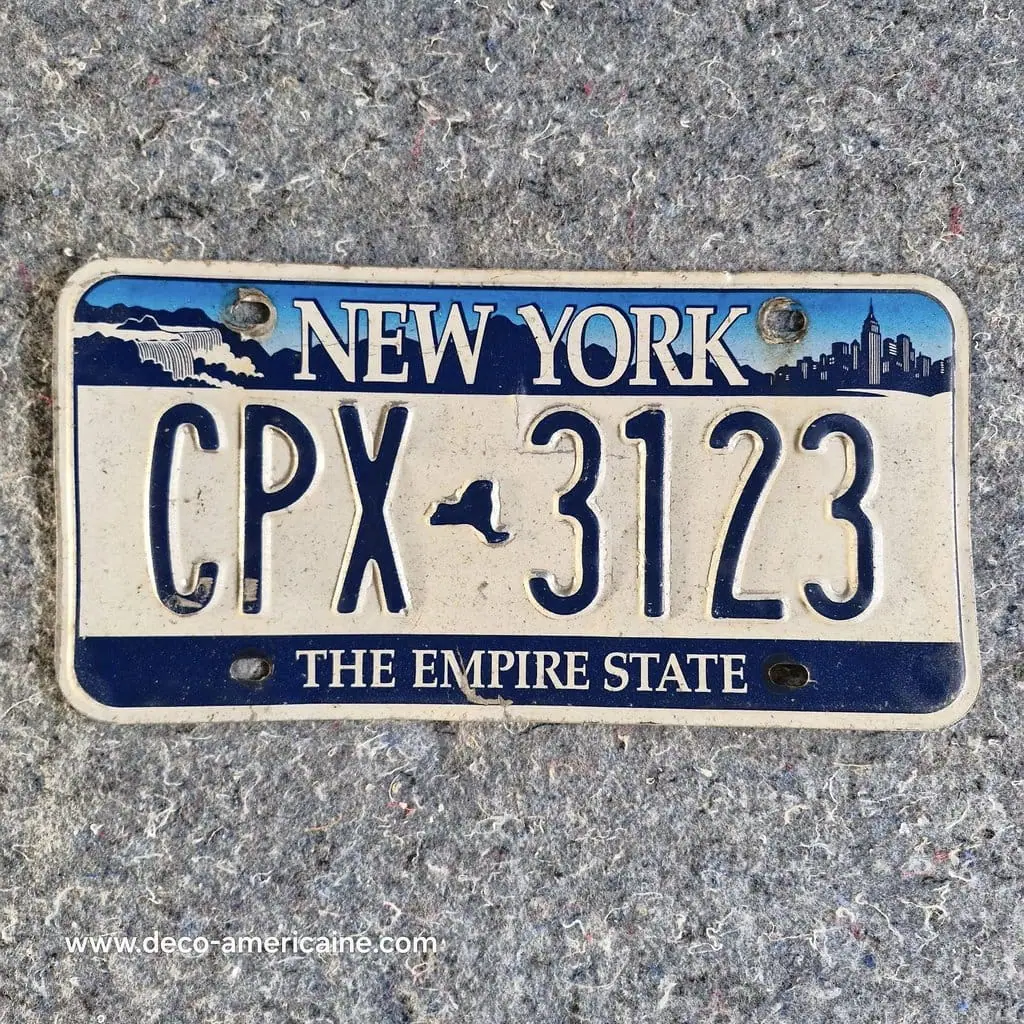 NEW YORK
CPX 3123
THE EMPIRE STATE
www.deco-americaine.com